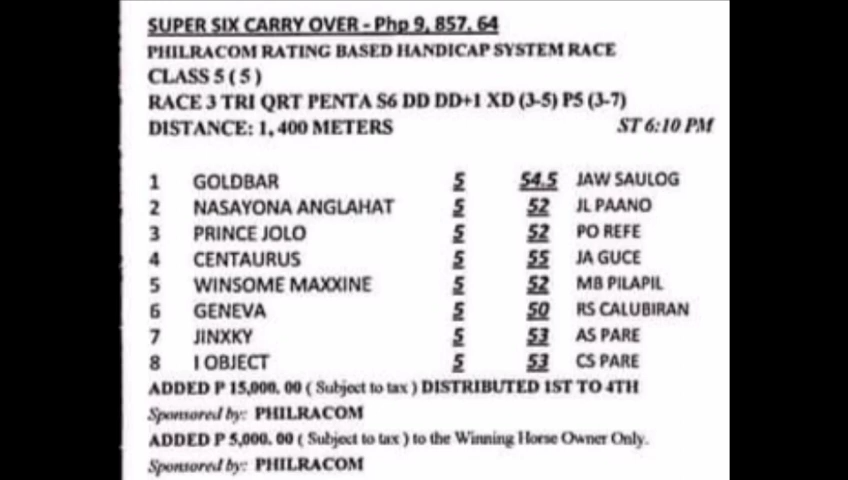 SUPER SIX CARRY OVER - Php 9, 857. 64
PHILRACOM RATING BASED HANDICAP SYSTEM RACE
CLASS 5 ( 5 )
RACE 3 TRI QRT PENTA S6 DD DD+1 XD (3-5) P5 (3-7)
DISTANCE: 1, 400 METERS ST 6:10 PM
1 GOLDBAR 5 54.5 JAW SAULOG
2 NASAYONA ANGLAHAT 5 52 JL PAANO
3 PRINCE JOLO 5 52 PO REFE
4 CENTAURUS 5 55 JA GUCE
5 WINSOME MAXXINE 5 52 MB PILAPIL
6 GENEVA 5 50 RS CALUBIRAN
7 JINXKY 5 53 AS PARE
8 I OBJECT 5 53 CS PARE
ADDED P 15,000. 00 ( Subject to tax ) DISTRIBUTED 1ST TO 4TH
Sponsored by: PHILRACOM
ADDED P 5,000. 00 ( Subject to tax ) to the Winning Horse Owner Only.
Sponsored by: PHILRACOM